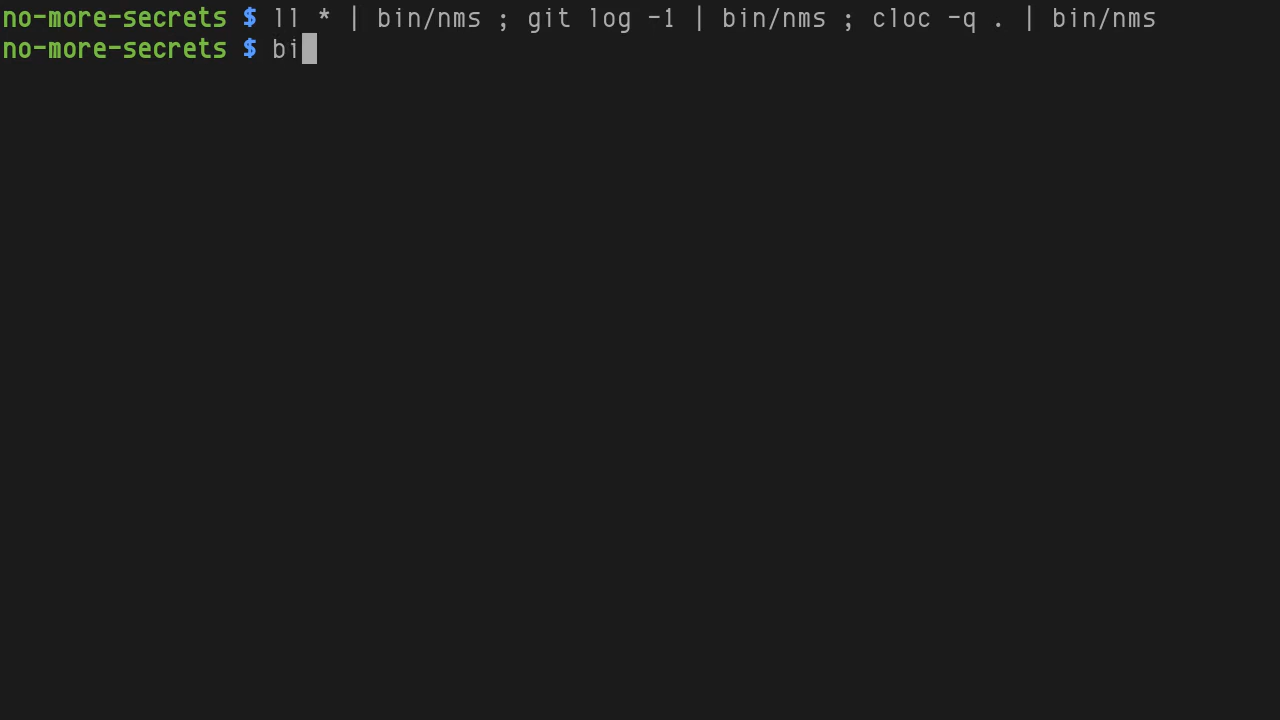 no-more-secrets $ ll * | bin/nms ; git log -1 | bin/nms ; cloc -q . | bin/nms
no-more-secrets $ bi